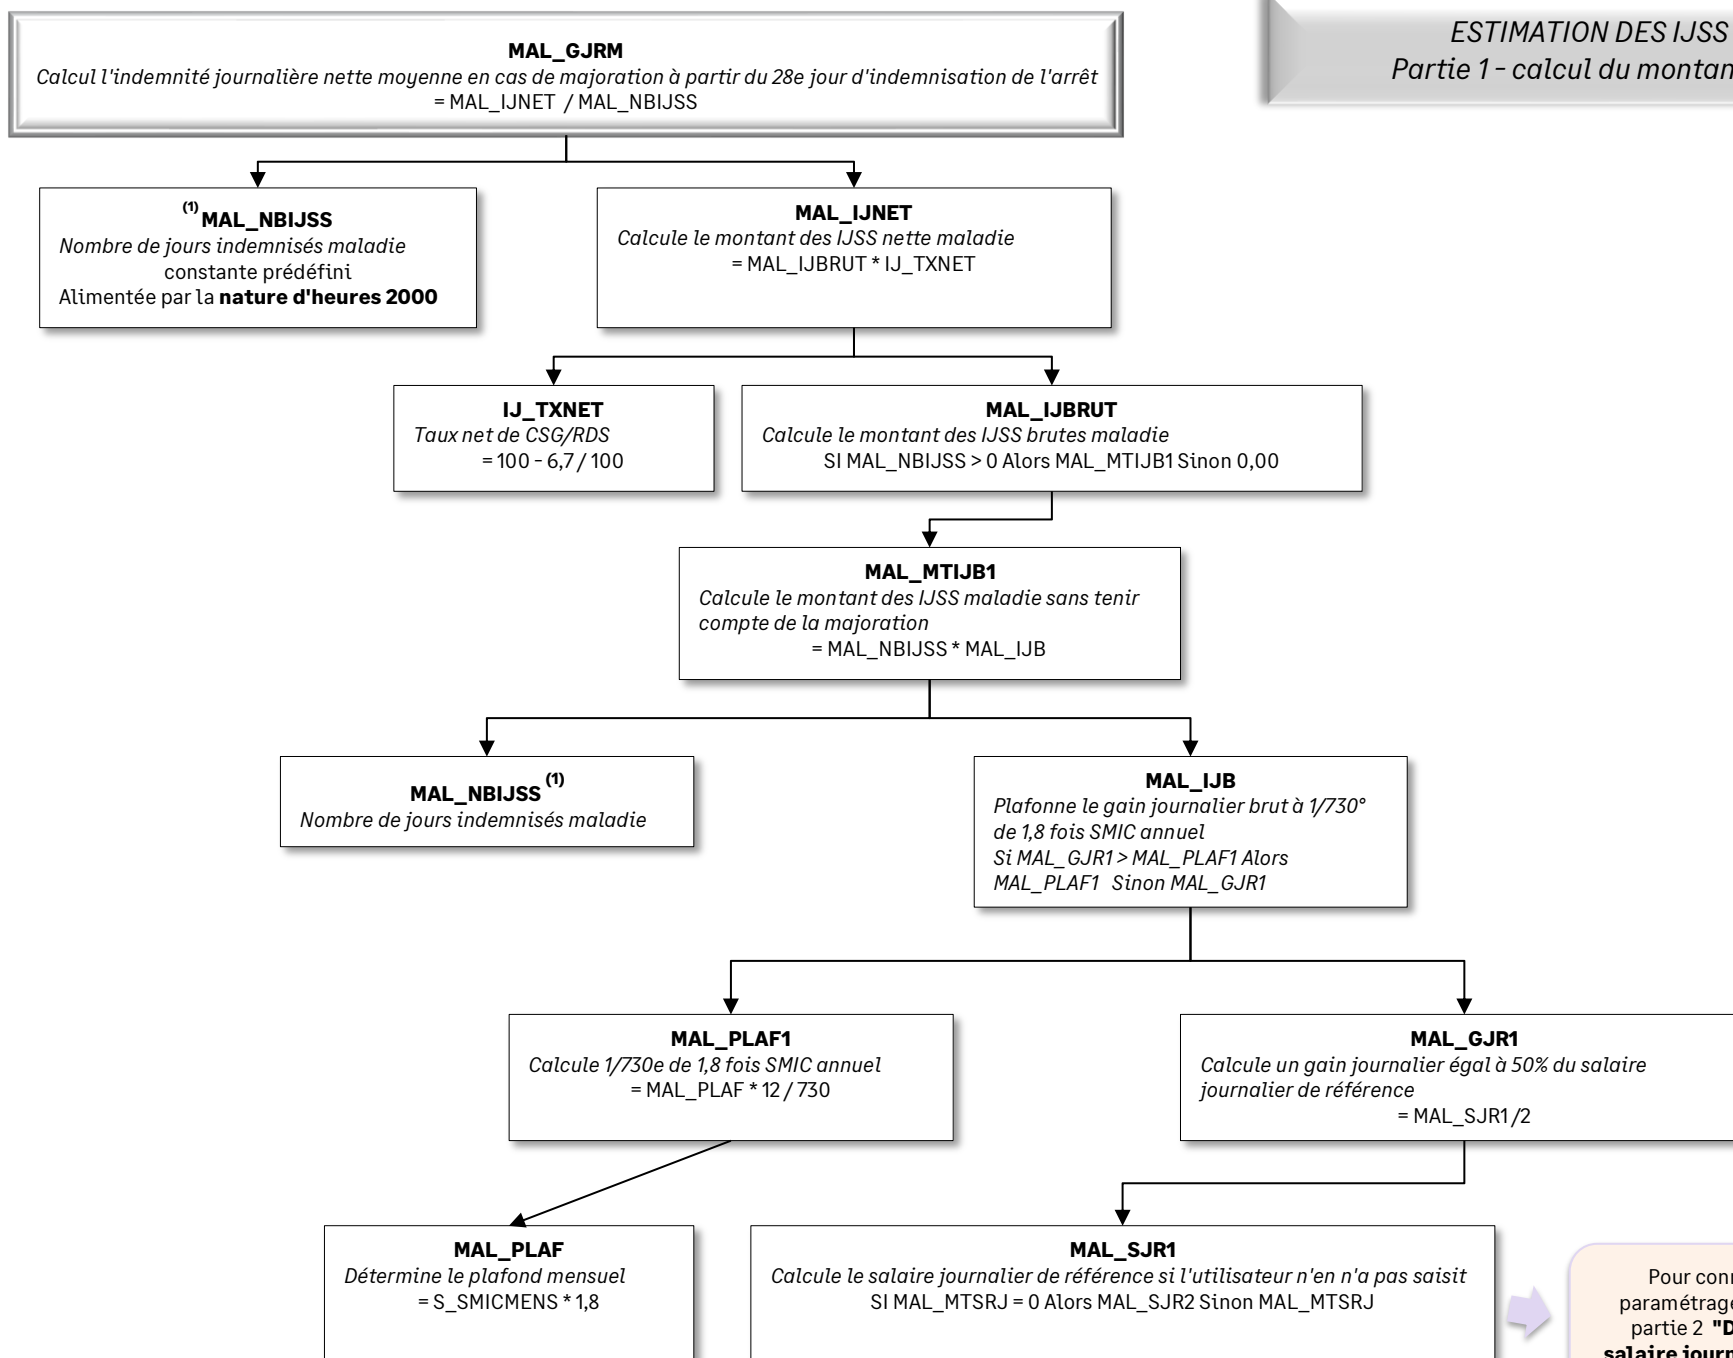 ESTIMATION DES IJSS
Partie 1 - calcul du
MAL_GJRM
Calcul l'indemnité journalière nette moyenne en cas de majoration à partir du 28e jour d'indemnisation de l'arrêt
= MAL_IJNET / MAL_NBIJSS
(1) MAL_NBIJSS
Nombre de jours indemnisés maladie
constante prédéfini
Alimentée par la nature d'heures 2000
MAL_IJNET
Calcule le montant des IJSS nette maladie
= MAL_IJBRUT * IJ_TXNET
IJ_TXNET
Taux net de CSG/RDS
= 100 - 6,7 / 100
MAL_IJBRUT
Calcule le montant des IJSS brutes maladie
SI MAL_NBIJSS > 0 Alors MAL_MTIJB1 Sinon 0,00
MAL_MTIJB1
Calcule le montant des IJSS maladie sans tenir
compte de la majoration
= MAL_NBIJSS * MAL_IJB
MAL_NBIJSS (1)
Nombre de jours indemnisés maladie
MAL_IJB
Plafonne le gain journalier brut à 1/730°
de 1,8 fois SMIC annuel
Si MAL_GJR1 > MAL_PLAF1 Alors
MAL_PLAF1 Sinon MAL_GJR1
MAL_PLAF1
Calcule 1/730e de 1,8 fois SMIC annuel
= MAL_PLAF * 12 / 730
MAL_GJR1
Calcule un gain journalier égal à 50% du salaire
journalier de référence
= MAL_SJR1 /2
MAL_PLAF
Détermine le plafond mensuel
= S_SMICMENS * 1,8
MAL_SJR1
Calcule le salaire journalier de référence si l'utilisateur n'en n'a pas saisit
SI MAL_MTSRJ = 0 Alors MAL_SJR2 Sinon MAL_MTSRJ
Pour
partie 2
salaire